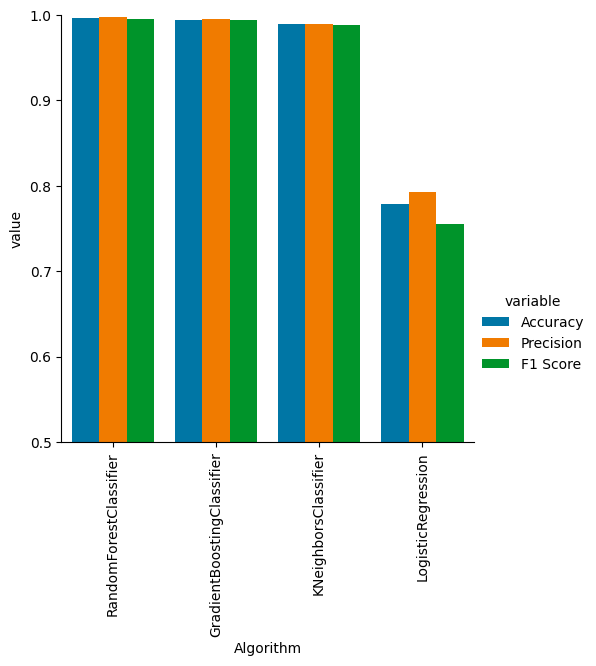 1.0
0.9
0.8
0.7
0.6
0.5
value
RandomForestClassifier
GradientBoostingClassifier
KNeighborsClassifier
LogisticRegression
Algorithm
variable
Accuracy
Precision
F1 Score